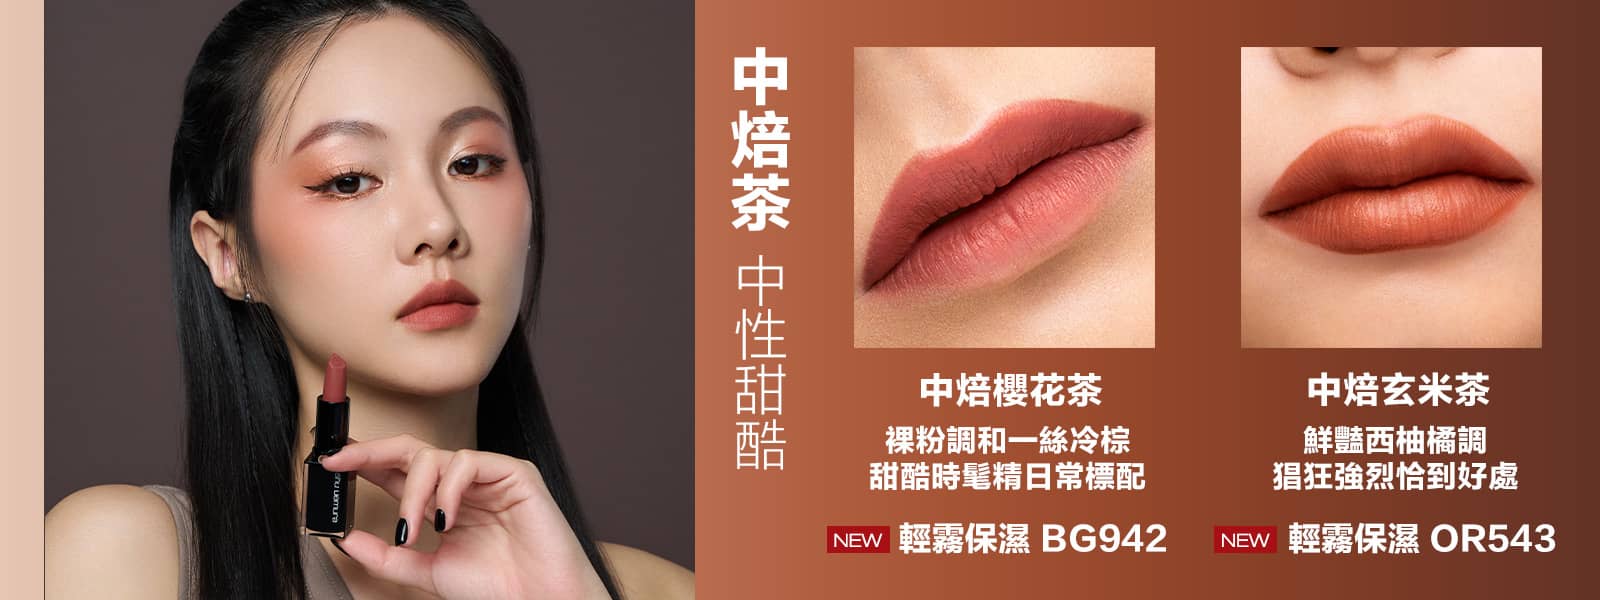 中焙茶
中性甜酷
shu uemura
中焙櫻花茶
裸粉調和一絲冷棕
甜酷時髦精日常標配
NEW 輕霧保濕 BG942
中焙玄米茶
鮮豔西柚橘調
猖狂強烈恰到好處
NEW 輕霧保濕 OR543